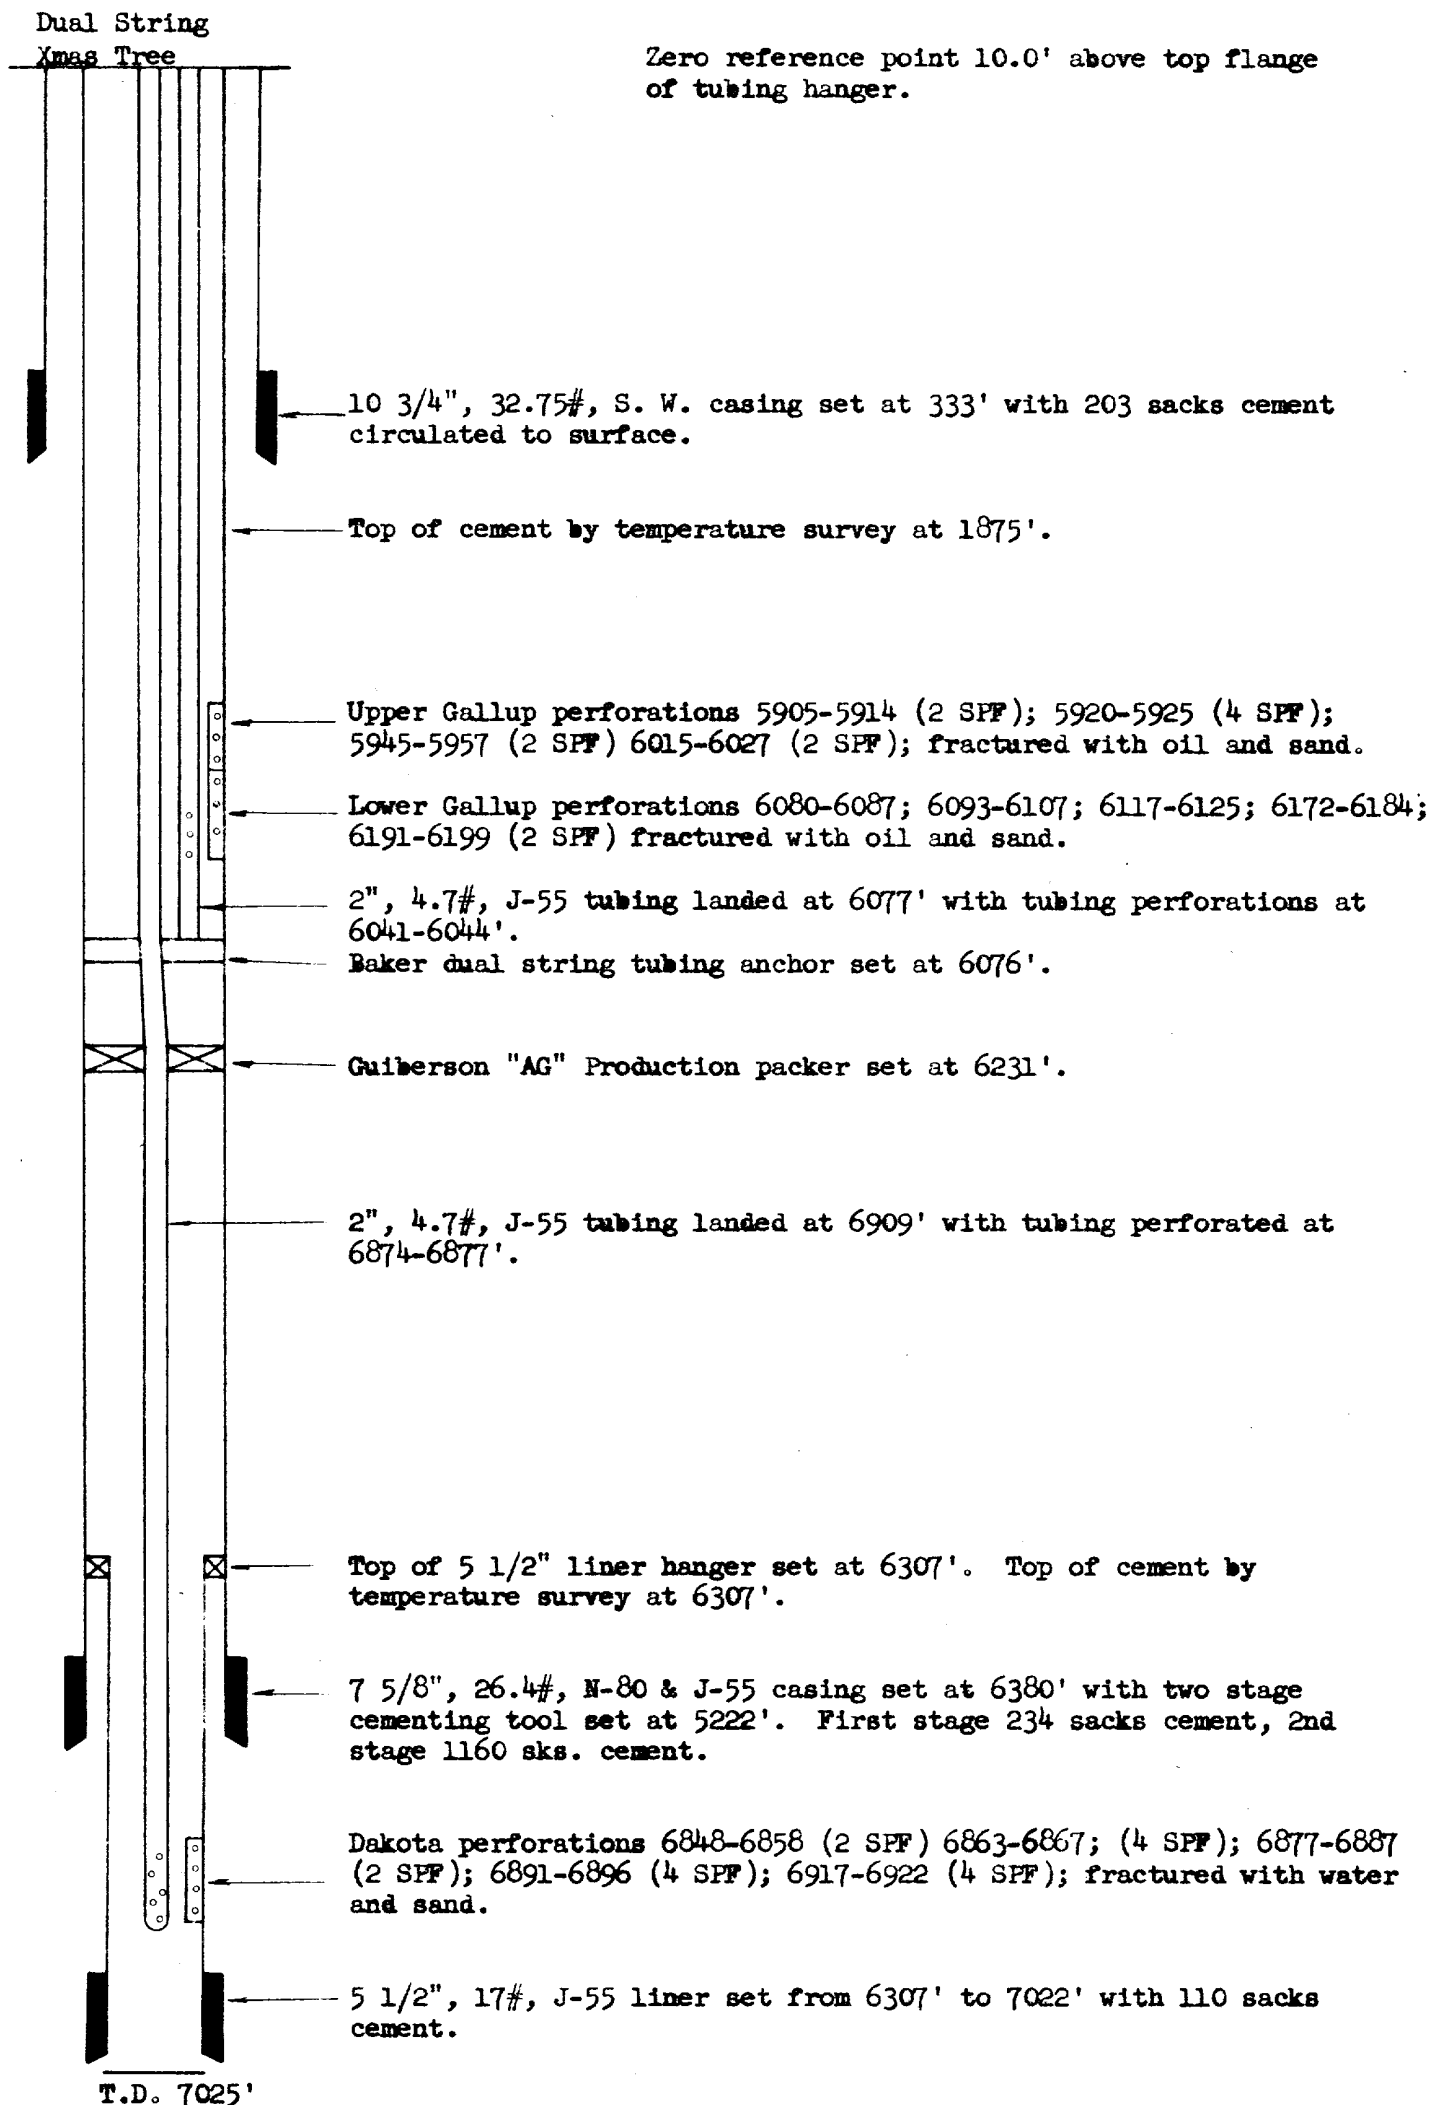 Dual String
Xmas Tree
Zero reference point 10.0' above top flange
of tubing hanger.
10 3/4", 32.75#, S. W. casing set at 333' with 203 sacks cement
circulated to surface.
Top of cement by temperature survey at 1875'.
Upper Gallup perforations 5905-5914 (2 SPF); 5920-5925 (4 SPF);
5945-5957 (2 SPF) 6015-6027 (2 SPF); fractured with oil and sand.
Lower Gallup perforations 6080-6087; 6093-6107; 6117-6125; 6172-6184;
6191-6199 (2 SPF) fractured with oil and sand.
2", 4.7#, J-55 tubing landed at 6077' with tubing perforations at
6041-6044'.
Baker dual string tubing anchor set at 6076'.
Guiberson "AG" Production packer set at 6231'.
2", 4.7#, J-55 tubing landed at 6909' with tubing perforated at
6874-6877'.
Top of 5 1/2" liner hanger set at 6307'. Top of cement by
temperature survey at 6307'.
7 5/8", 26.4#, N-80 & J-55 casing set at 6380' with two stage
cementing tool set at 5222'. First stage 234 sacks cement, 2nd
stage 1160 sks. cement.
Dakota perforations 6848-6858 (2 SPF) 6863-6867; (4 SPF); 6877-6887
(2 SPF); 6891-6896 (4 SPF); 6917-6922 (4 SPF); fractured with water
and sand.
5 1/2", 17#, J-55 liner set from 6307' to 7022' with 110 sacks
cement.
T.D. 7025'